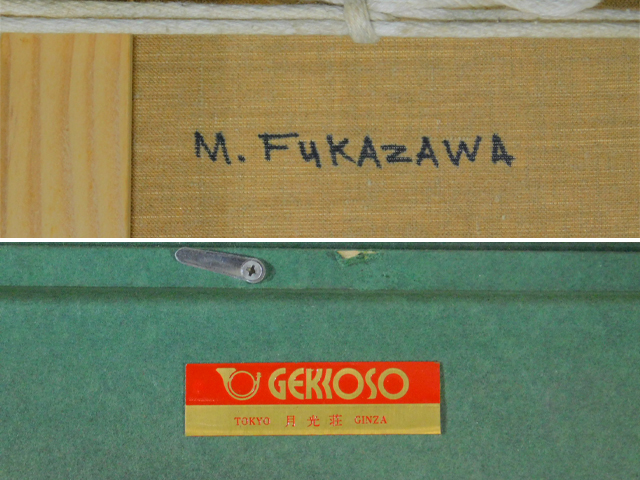 M. FUKAZAWA
GEKKOSO
TOKYO 月光荘 GINZA